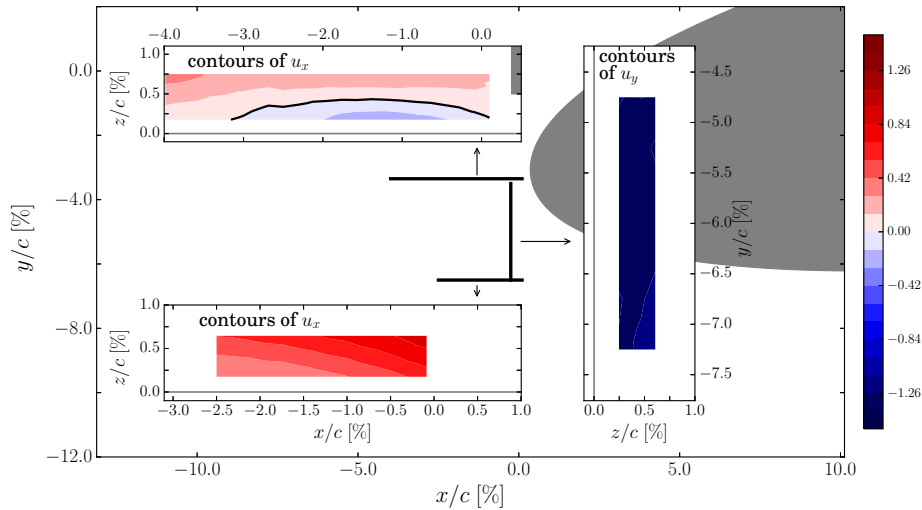 −4.0 −3.0 −2.0 −1.0 0.0
contours of u_x
1.0
0.5
0.0
z/c [%]
contours
of u_y
−4.5
−5.0
−5.5
−6.0
−6.5
−7.0
−7.5
y/c [%]
0.0 0.5 1.0
z/c [%]
1.26
0.84
0.42
0.00
−0.42
−0.84
−1.26
contours of u_x
1.0
0.5
0.0
z/c [%]
−3.0 −2.5 −2.0 −1.5 −1.0 −0.5 0.0 0.5 1.0
x/c [%]
0.0
−4.0
−8.0
−12.0
y/c [%]
−10.0 −5.0 0.0 5.0 10.0
x/c [%]